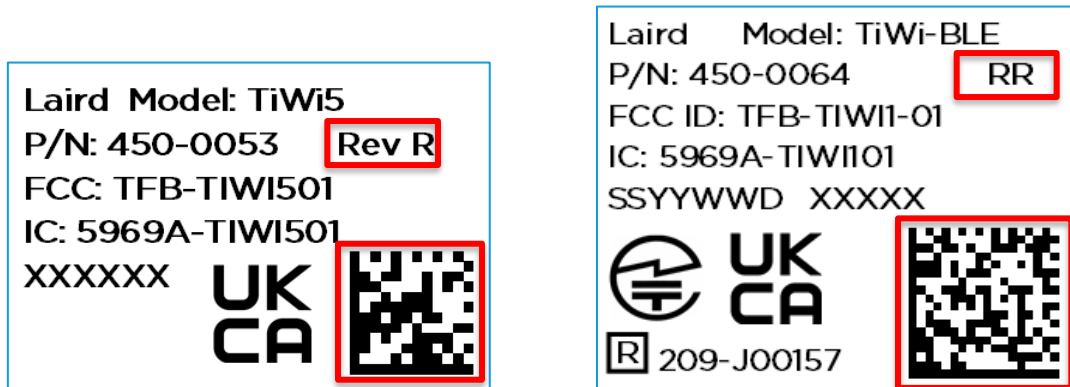 Laird Model: TiWi5
P/N: 450-0053 Rev R
FCC: TFB-TIWI501
IC: 5969A-TIWI501
XXXXXX
UK
CA
Laird Model: TiWi-BLE
P/N: 450-0064 RR
FCC ID: TFB-TIWI1-01
IC: 5969A-TIWI101
SSYYWWD XXXXX
UK
CA
R 209-J00157